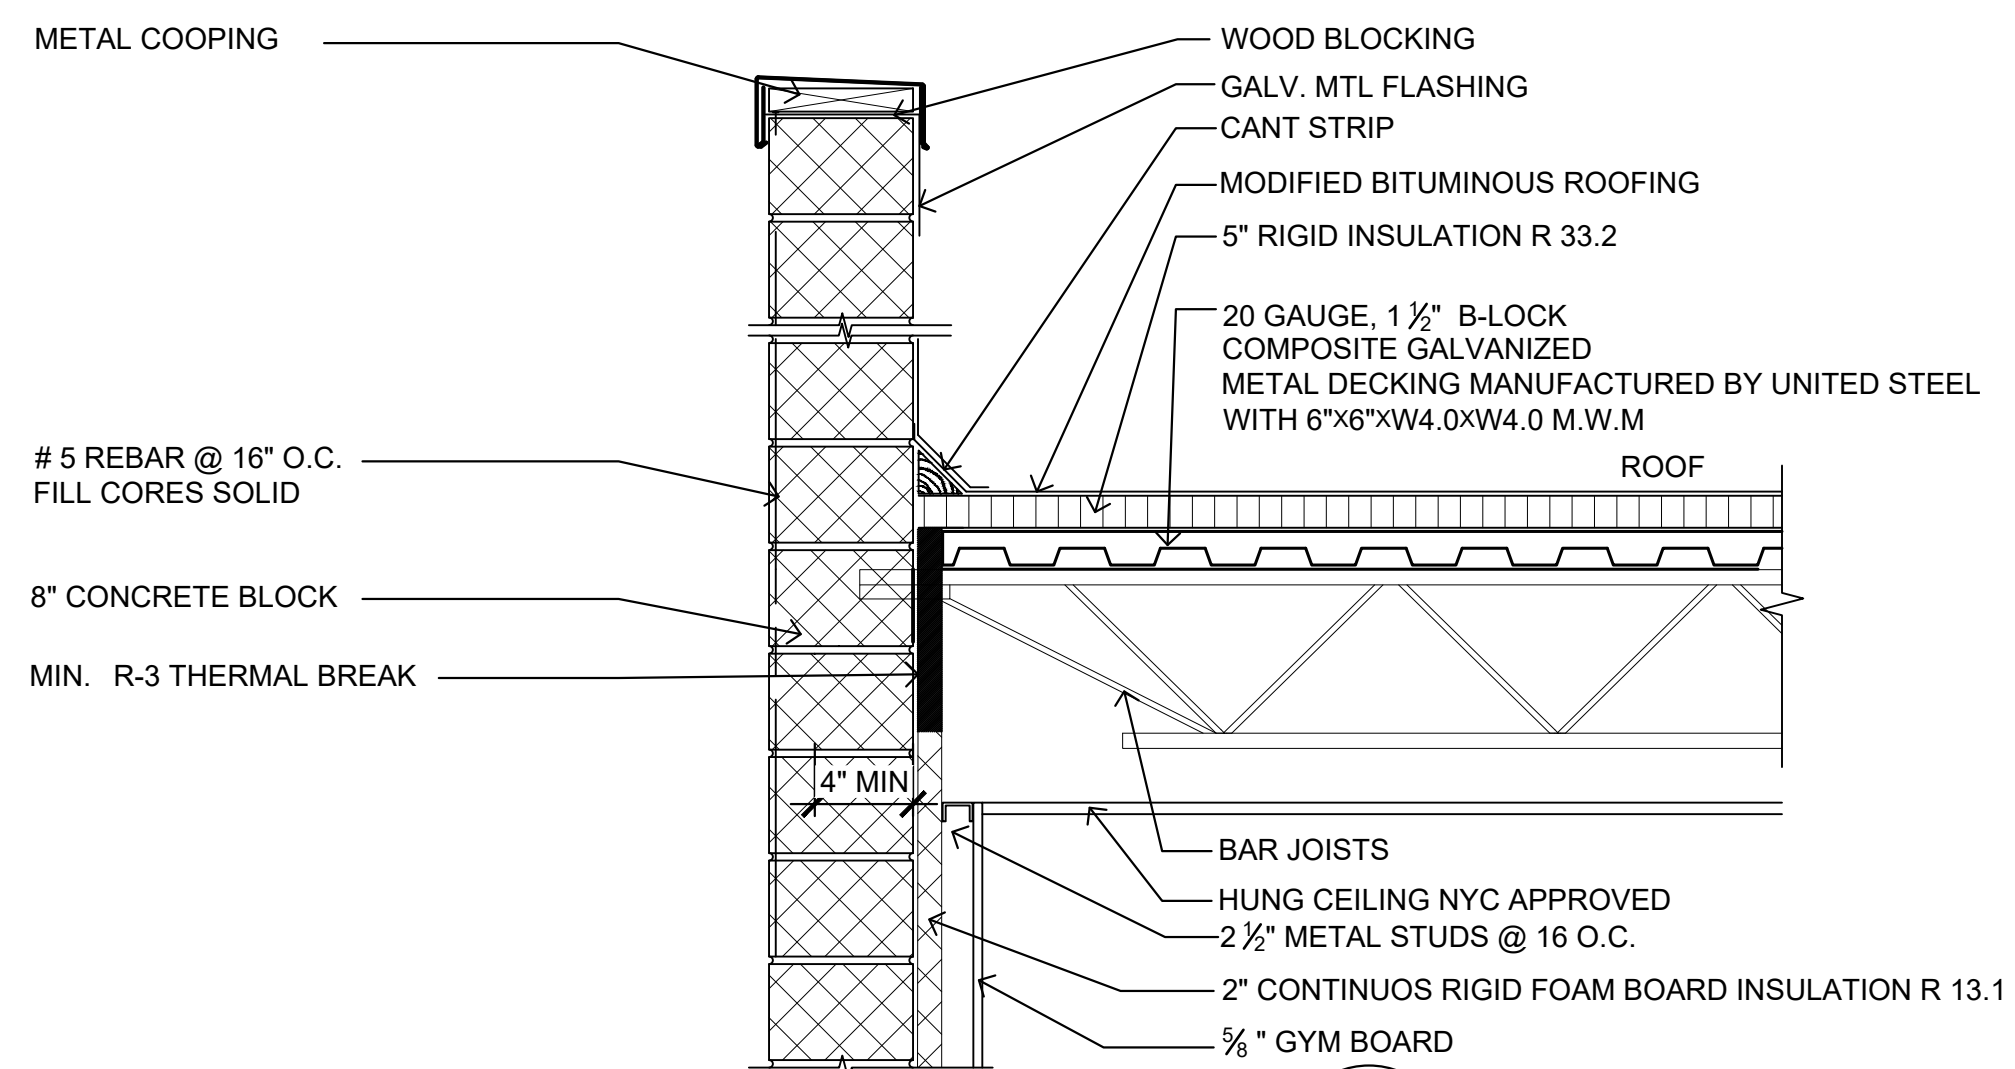 METAL COOPING
WOOD BLOCKING
GALV. MTL FLASHING
CANT STRIP
MODIFIED BITUMINOUS ROOFING
5" RIGID INSULATION R 33.2
20 GAUGE, 1 ½" B-LOCK
COMPOSITE GALVANIZED
METAL DECKING MANUFACTURED BY UNITED STEEL
WITH 6"X6"XW4.0XW4.0 M.W.M
ROOF
# 5 REBAR @ 16" O.C.
FILL CORES SOLID
8" CONCRETE BLOCK
MIN. R-3 THERMAL BREAK
4" MIN
BAR JOISTS
HUNG CEILING NYC APPROVED
2 ½" METAL STUDS @ 16 O.C.
2" CONTINUOS RIGID FOAM BOARD INSULATION R 13.1
⅝ " GYM BOARD